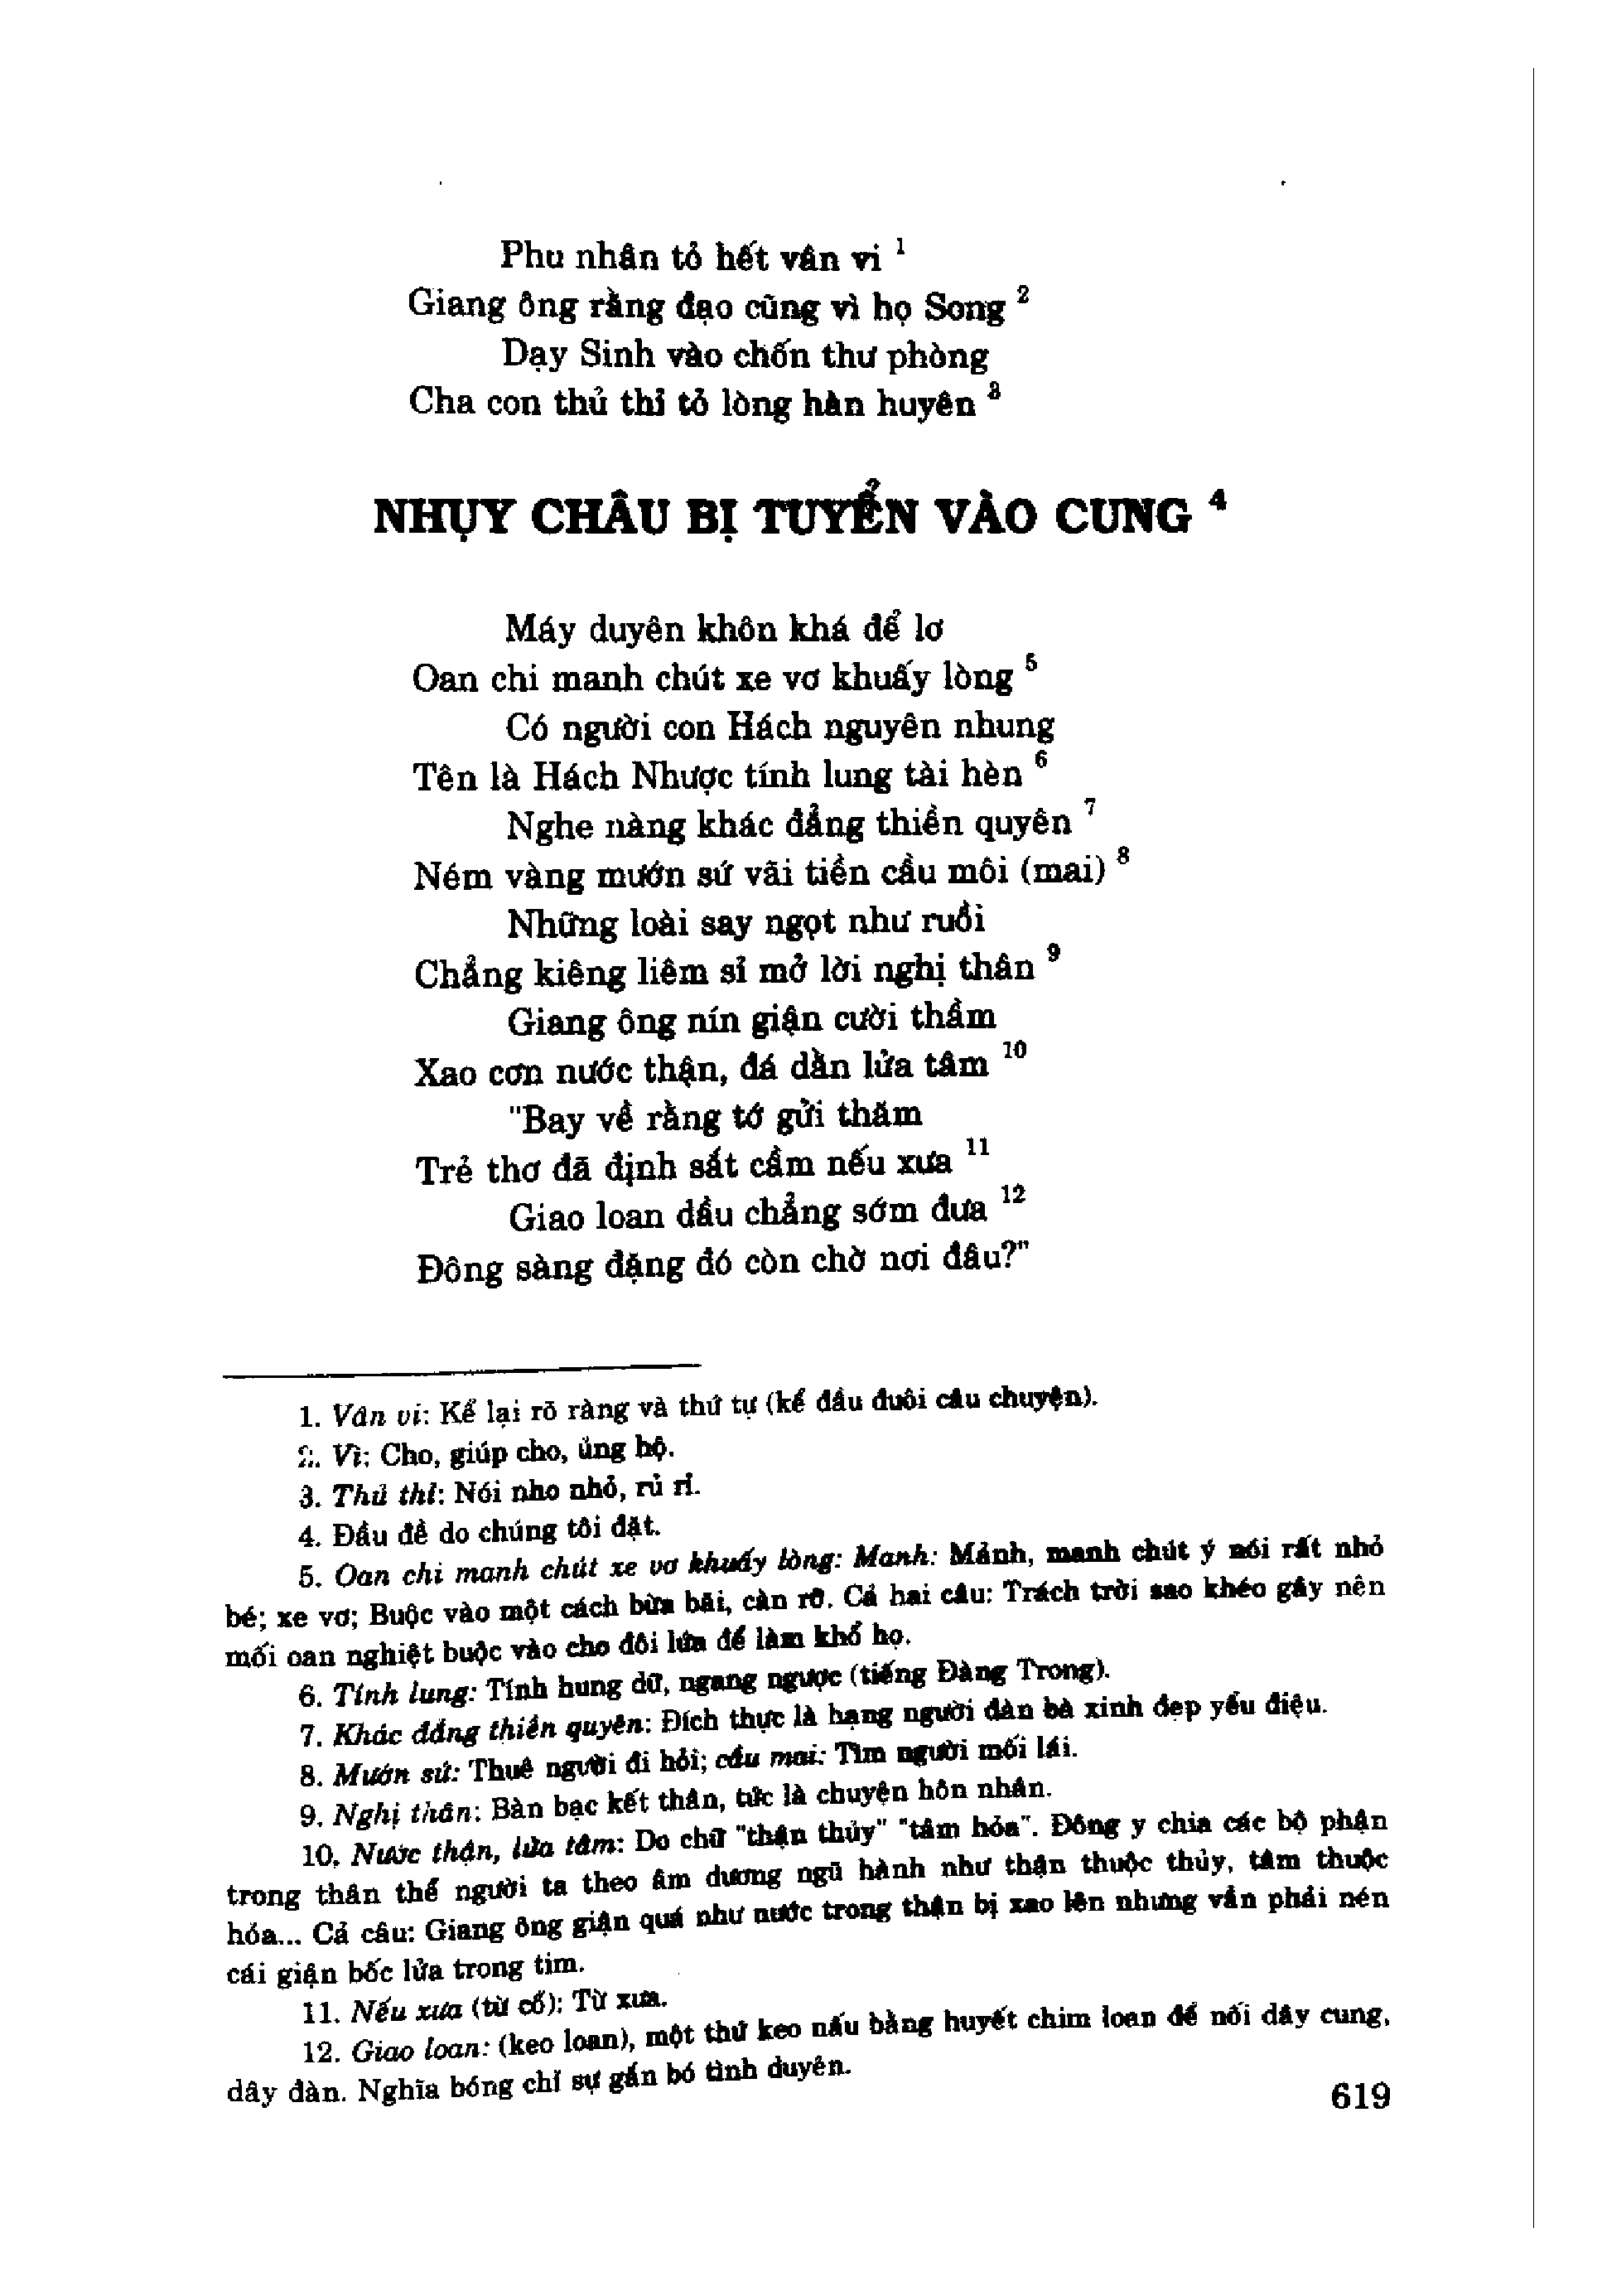 Phu nhân tỏ hết vân vi 1
Giang ông rằng đạo cũng vì họ Song 2
Dạy Sinh vào chốn thư phòng
Cha con thủ thỉ tỏ lòng hàn huyên 3
NHỤY CHÂU BỊ TUYỂN VÀO CUNG 4
Máy duyên khôn khá để lơ
Oan chi manh chút xe vơ khuấy lòng 5
Có người con Hách nguyên nhung
Tên là Hách Nhược tính lung tài hèn 6
Nghe nàng khác đẳng thiền quyên 7
Ném vàng mướn sứ vãi tiền cầu môi (mai) 8
Những loài say ngọt như ruồi
Chẳng kiêng liêm sỉ mở lời nghị thân 9
Giang ông nín giận cười thầm
Xao cơn nước thận, đá dằn lửa tâm 10
"Bay về rằng tớ gửi thăm
Trẻ thơ đã định sắt cầm nếu xưa 11
Giao loan dầu chẳng sớm đưa 12
Đông sàng đặng đó còn chờ nơi đâu?"
1. Vân vi: Kể lại rõ ràng và thứ tự (kể đầu đuôi câu chuyện).
2. Vì: Cho, giúp cho, ủng hộ.
3. Thủ thỉ: Nói nho nhỏ, rủ rỉ.
4. Đầu đề do chúng tôi đặt.
5. Oan chi manh chút xe vơ khuấy lòng: Manh: Mảnh, manh chút ý nói rất nhỏ
bé; xe vơ; Buộc vào một cách bừa bãi, càn rỡ. Cả hai câu: Trách trời sao khéo gây nên
mối oan nghiệt buộc vào cho đôi lứa để làm khổ họ.
6. Tính lung: Tính hung dữ, ngang ngược (tiếng Đàng Trong).
7. Khác đẳng thiền quyên: Đích thực là hạng người đàn bà xinh đẹp yểu điệu.
8. Mướn sứ: Thuê người đi hỏi; cầu mai: Tìm người mối lái.
9. Nghị thân: Bàn bạc kết thân, tức là chuyện hôn nhân.
10. Nước thận, lửa tâm: Do chữ "thận thủy" "tâm hỏa". Đông y chia các bộ phận
trong thân thể người ta theo âm dương ngũ hành như thận thuộc thủy, tâm thuộc
hỏa... Cả câu: Giang ông giận quá như nước trong thận bị xao lên nhưng vẫn phải nén
cái giận bốc lửa trong tim.
11. Nếu xưa (từ cổ): Từ xưa.
12. Giao loan: (keo loan), một thứ keo nấu bằng huyết chim loan để nối dây cung,
dây đàn. Nghĩa bóng chỉ sự gắn bó tình duyên.
619